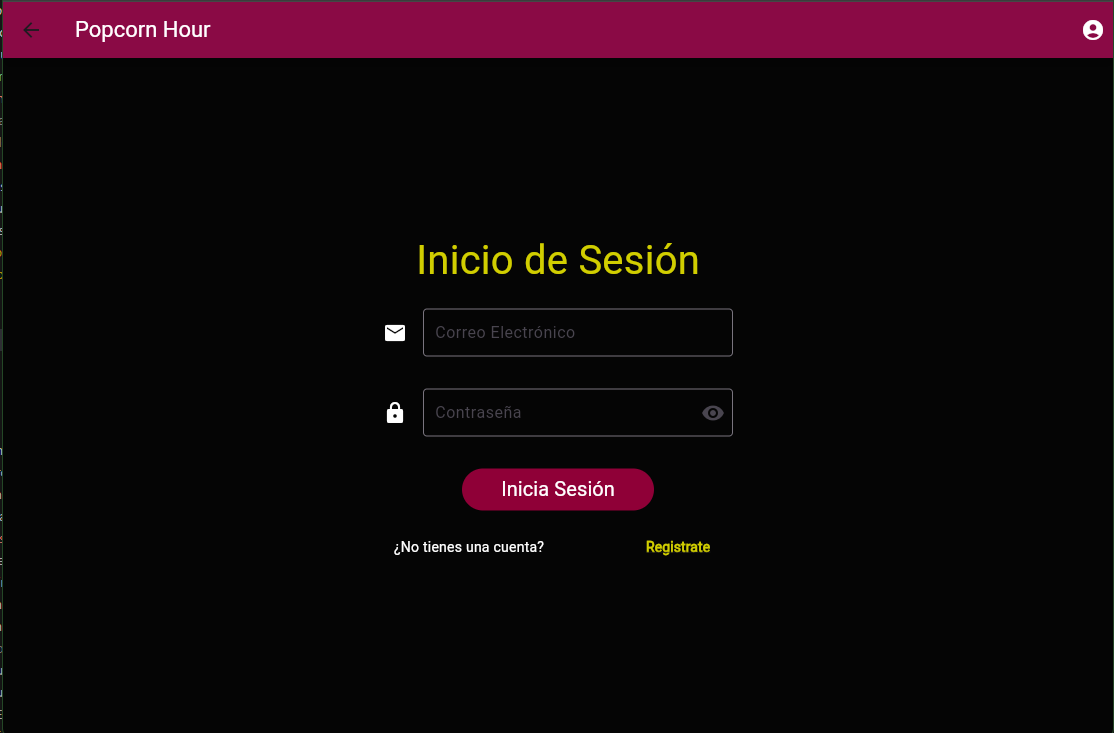 Popcorn Hour
Inicio de Sesión
Correo Electrónico
Contraseña
Inicia Sesión
¿No tienes una cuenta? Registrate